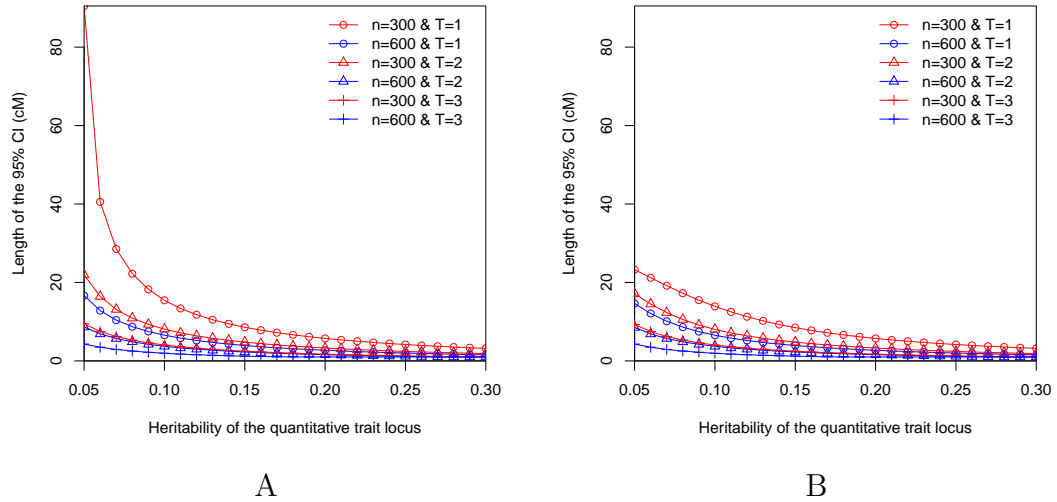 n=300 & T=1
n=600 & T=1
n=300 & T=2
n=600 & T=2
n=300 & T=3
n=600 & T=3
Length of the 95% CI (cM)
80
60
40
20
0
0.05 0.10 0.15 0.20 0.25 0.30
Heritability of the quantitative trait locus
A
n=300 & T=1
n=600 & T=1
n=300 & T=2
n=600 & T=2
n=300 & T=3
n=600 & T=3
Length of the 95% CI (cM)
80
60
40
20
0
0.05 0.10 0.15 0.20 0.25 0.30
Heritability of the quantitative trait locus
B